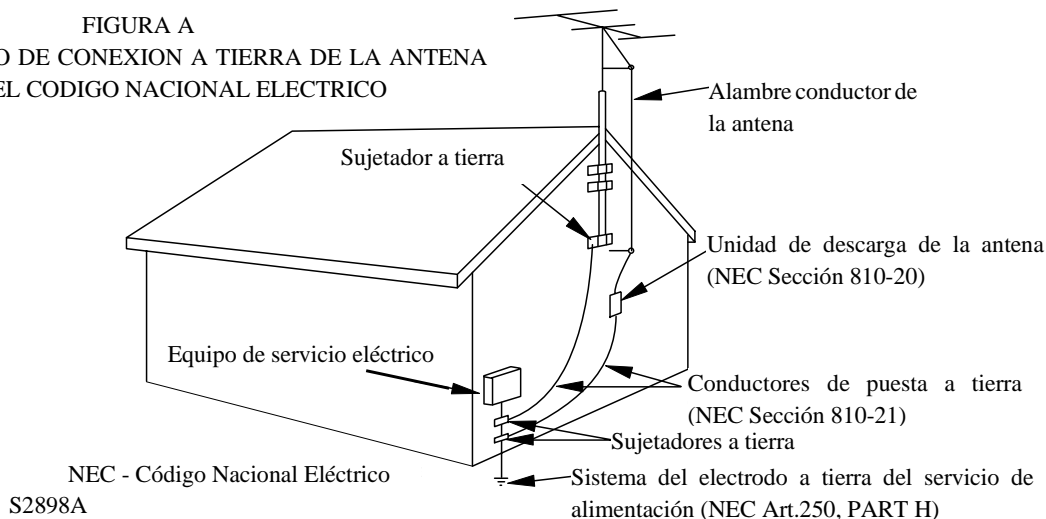 FIGURA A
DE CONEXION A TIERRA DE LA ANTENA
CODIGO NACIONAL ELECTRICO
Alambre conductor de
la antena
Sujetador a tierra
Unidad de descarga de la antena
(NEC Sección 810-20)
Equipo de servicio eléctrico
Conductores de puesta a tierra
(NEC Sección 810-21)
Sujetadores a tierra
NEC - Código Nacional Eléctrico
Sistema del electrodo a tierra del servicio de
alimentación (NEC Art.250, PART H)
S2898A